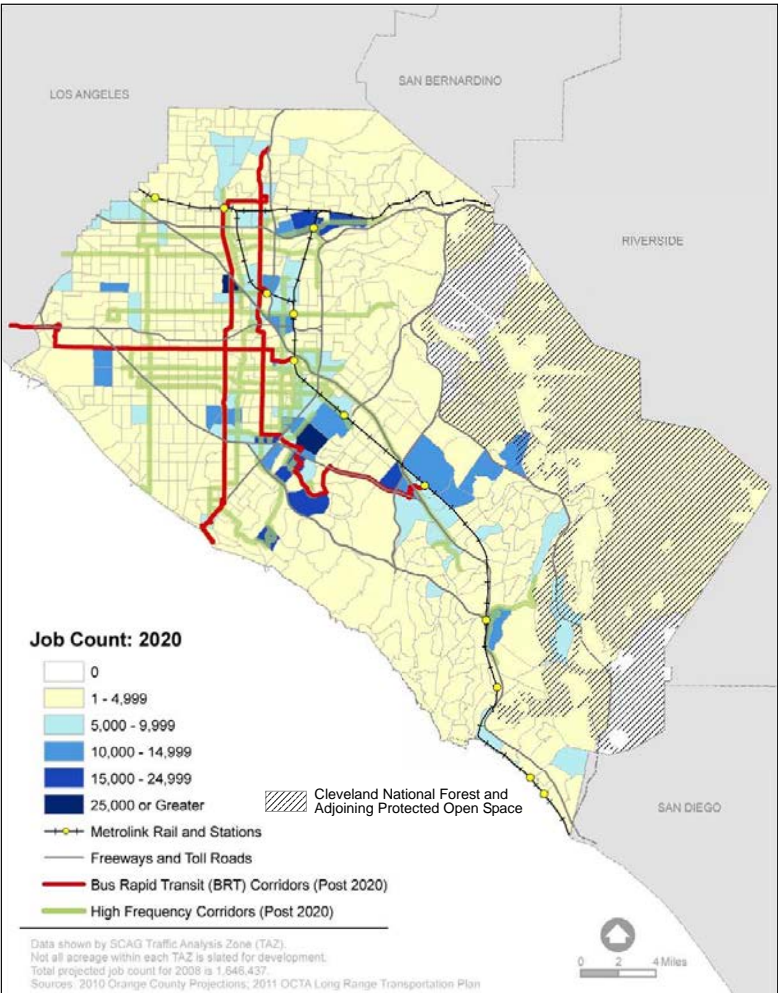 LOS ANGELES
SAN BERNARDINO
RIVERSIDE
Job Count: 2020
0
1 - 4,999
5,000 - 9,999
10,000 - 14,999
15,000 - 24,999
25,000 or Greater
Cleveland National Forest and
Adjoining Protected Open Space
Metrolink Rail and Stations
Freeways and Toll Roads
Bus Rapid Transit (BRT) Corridors (Post 2020)
High Frequency Corridors (Post 2020)
SAN DIEGO
0 2 4 Miles
Data shown by SCAG Traffic Analysis Zone (TAZ).
Not all acreage within each TAZ is slated for development.
Total projected job count for 2008 is 1,646,437.
Sources: 2010 Orange County Projections; 2011 OCTA Long Range Transportation Plan